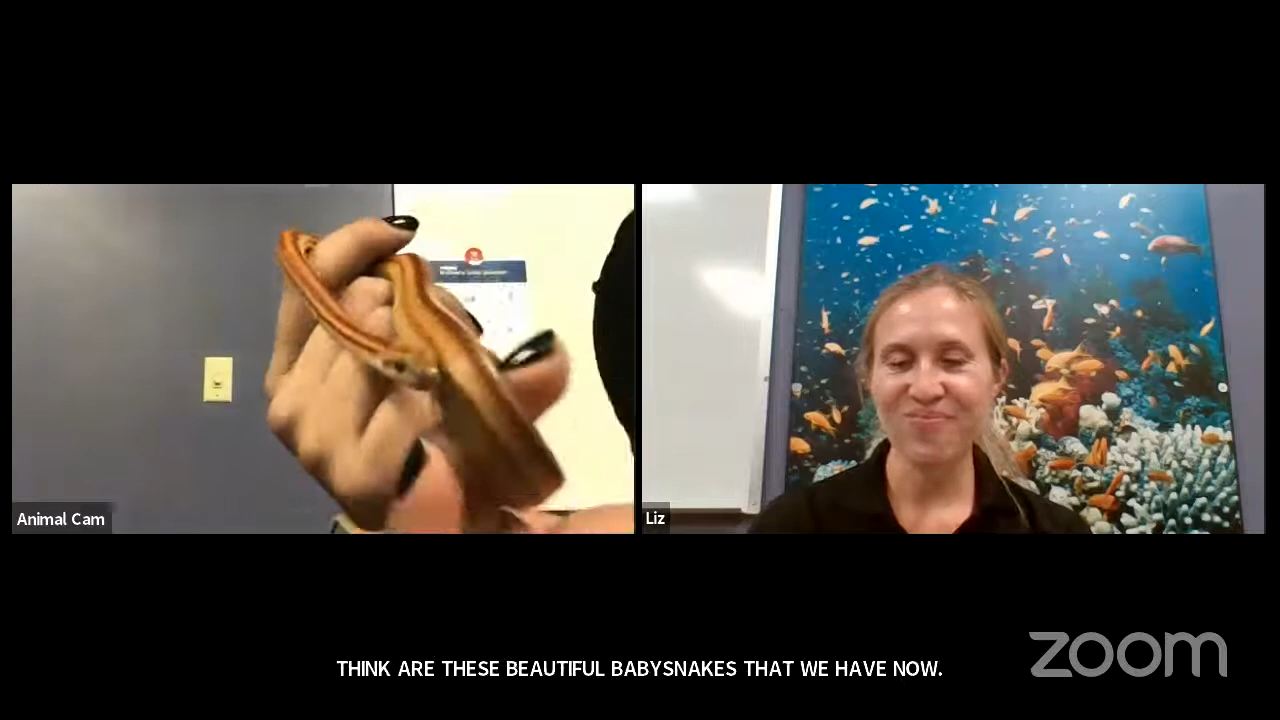 Animal Cam
Liz
THINK ARE THESE BEAUTIFUL BABYSNAKES THAT WE HAVE NOW.
zoom